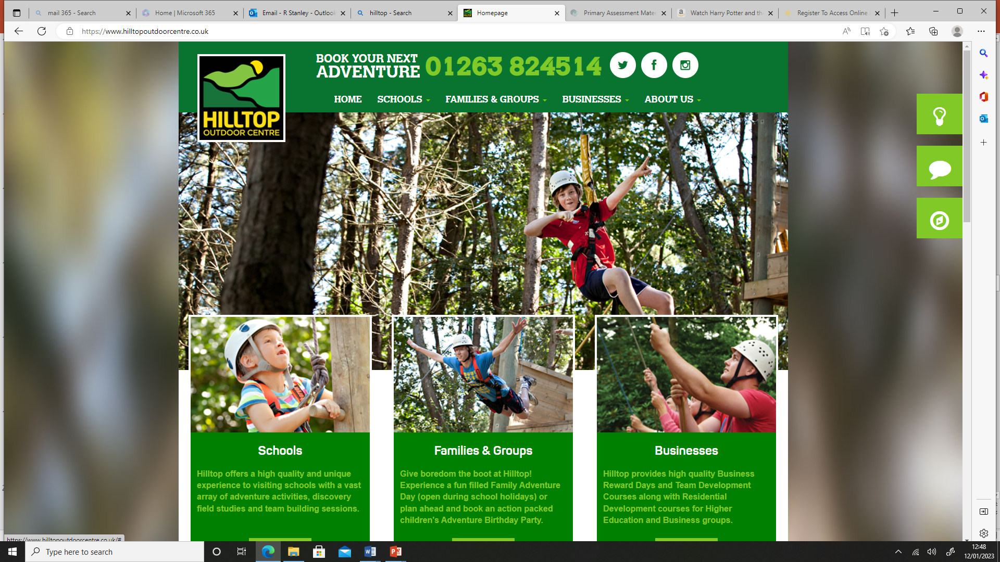 mail 365 - Search
Home | Microsoft 365
Email - R Stanley - Outlook
hilltop - Search
Homepage
Primary Assessment Mater
Watch Harry Potter and th
Register To Access Online
https://www.hilltopoutdoorcentre.co.uk
BOOK YOUR NEXT
ADVENTURE
01263 824514
HOME
SCHOOLS
FAMILIES & GROUPS
BUSINESSES
ABOUT US
HILLTOP
OUTDOOR CENTRE
Schools
Hilltop offers a high quality and unique
experience to visiting schools with a vast
array of adventure activities, discovery
field studies and team building sessions.
Families & Groups
Give boredom the boot at Hilltop!
Experience a fun filled Family Adventure
Day (open during school holidays) or
plan ahead and book an action packed
children's Adventure Birthday Party.
Businesses
Hilltop provides high quality Business
Reward Days and Team Development
Courses along with Residential
Development courses for Higher
Education and Business groups.
https://www.hilltopoutdoorcentre.co.uk/#
Type here to search
12:48
12/01/2023